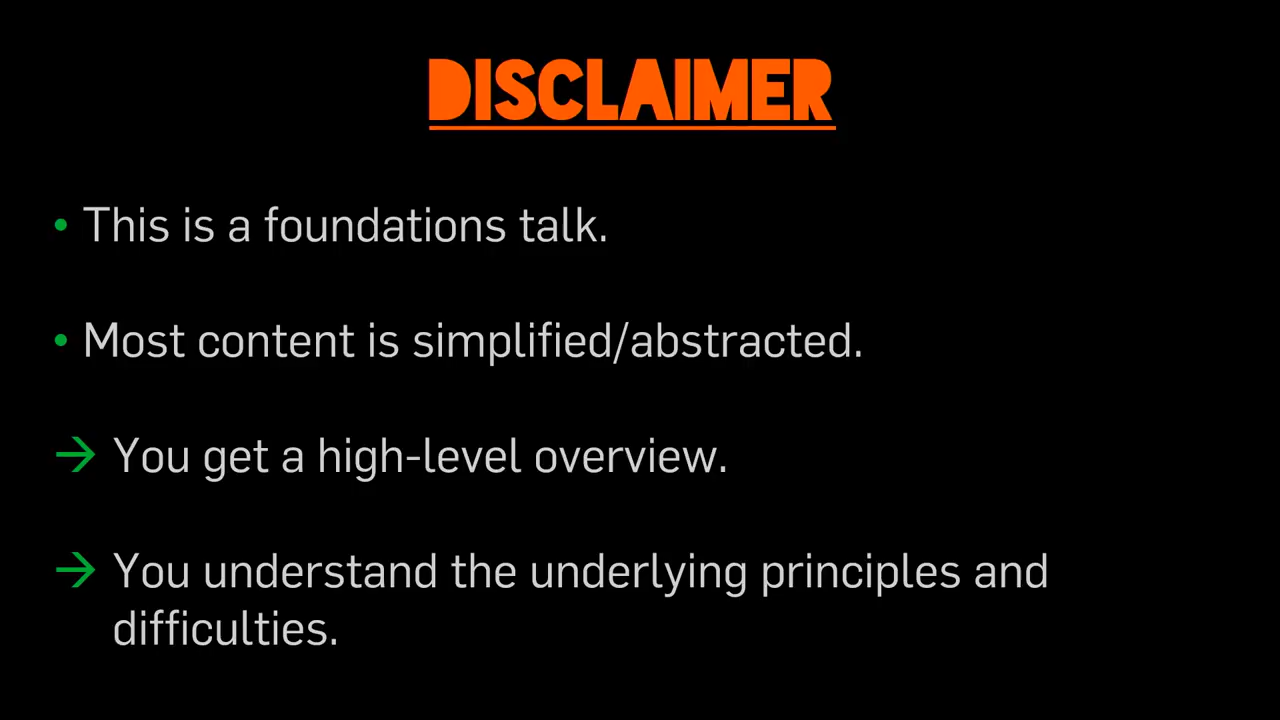 DISCLAIMER
• This is a foundations talk.
• Most content is simplified/abstracted.
→ You get a high-level overview.
→ You understand the underlying principles and
difficulties.